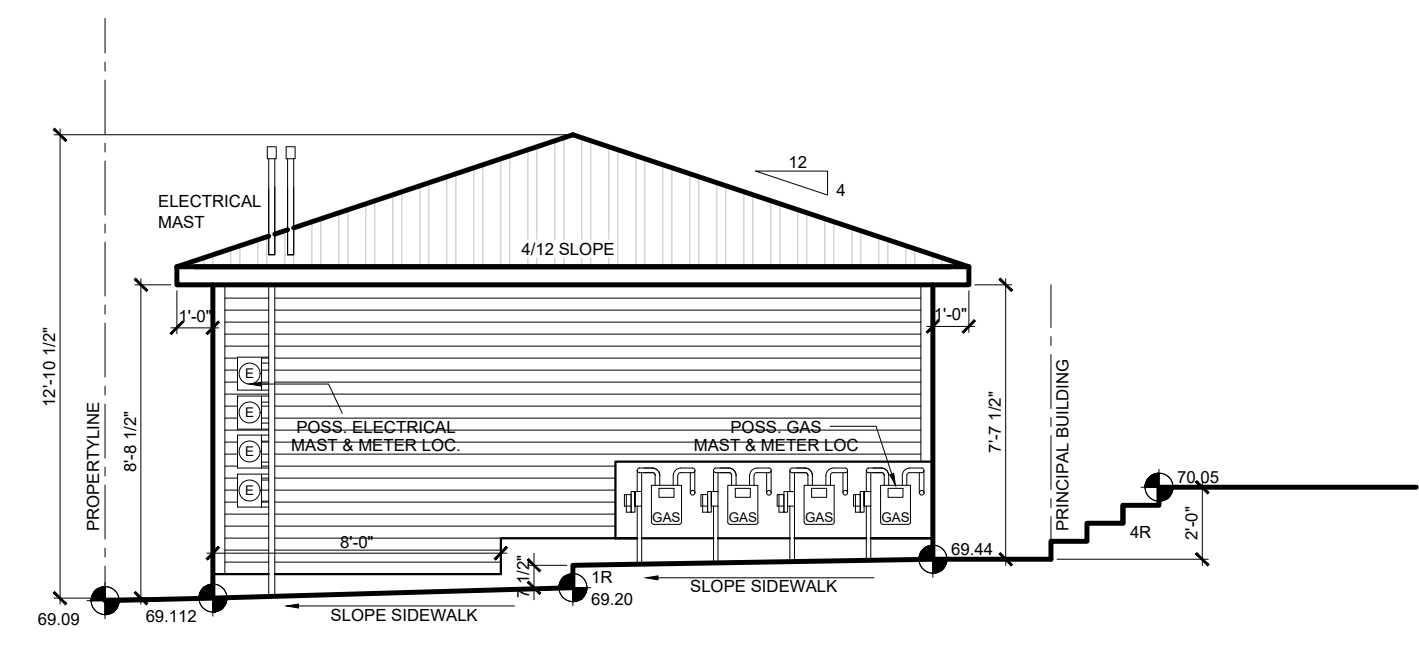 12
4
ELECTRICAL
MAST
4/12 SLOPE
1'-0"
1'-0"
12'-10 1/2"
PROPERTYLINE
8'-8 1/2"
E
E
E
E
POSS. ELECTRICAL
MAST & METER LOC.
POSS. GAS
MAST & METER LOC
7'-7 1/2"
PRINCIPAL BUILDING
GAS
GAS
GAS
GAS
70.05
4R
2'-0"
8'-0"
7 1/2"
1R
69.20
69.44
SLOPE SIDEWALK
SLOPE SIDEWALK
69.09
69.112